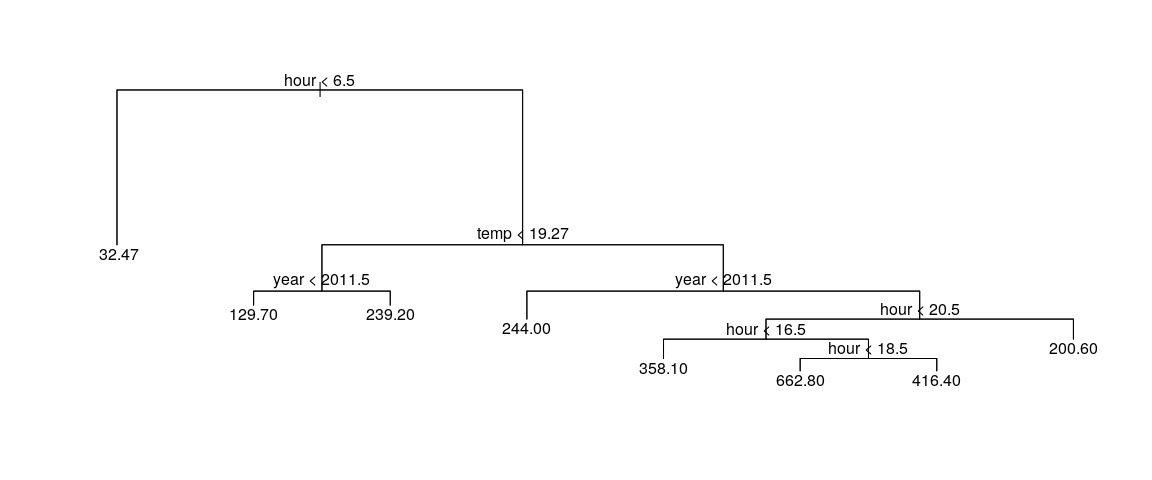 hour < 6.5
temp < 19.27
32.47
year < 2011.5
year < 2011.5
129.70
239.20
hour < 20.5
244.00
hour < 16.5
hour < 18.5
200.60
358.10
662.80
416.40